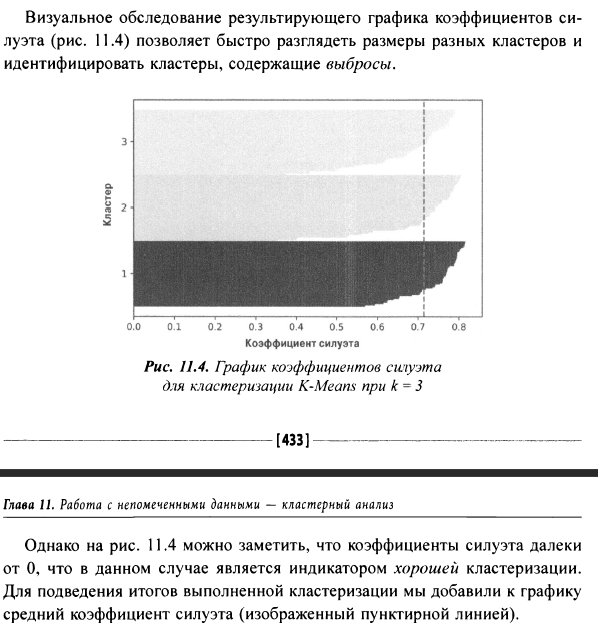 Визуальное обследование результирующего графика коэффициентов си-
луэта (рис. 11.4) позволяет быстро разглядеть размеры разных кластеров и
идентифицировать кластеры, содержащие выбросы.
3
2
1
Кластер
0.0 0.1 0.2 0.3 0.4 0.5 0.6 0.7 0.8
Коэффициент силуэта
Рис. 11.4. График коэффициентов силуэта
для кластеризации K-Means при k = 3
[433]
Глава 11. Работа с непомеченными данными — кластерный анализ
Однако на рис. 11.4 можно заметить, что коэффициенты силуэта далеки
от 0, что в данном случае является индикатором хорошей кластеризации.
Для подведения итогов выполненной кластеризации мы добавили к графику
средний коэффициент силуэта (изображенный пунктирной линией).